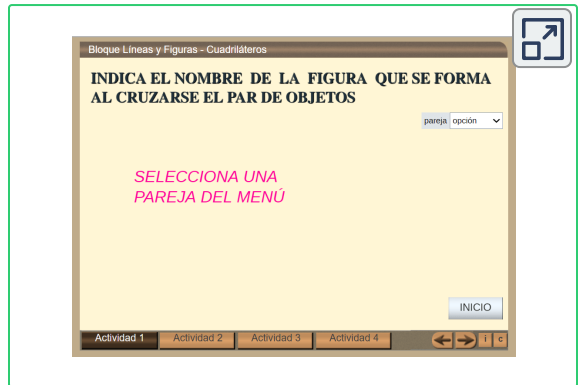 Bloque Líneas y Figuras - Cuadriláteros
INDICA EL NOMBRE DE LA FIGURA QUE SE FORMA
AL CRUZARSE EL PAR DE OBJETOS
pareja opción
SELECCIONA UNA
PAREJA DEL MENÚ
INICIO
Actividad 1 Actividad 2 Actividad 3 Actividad 4 i c